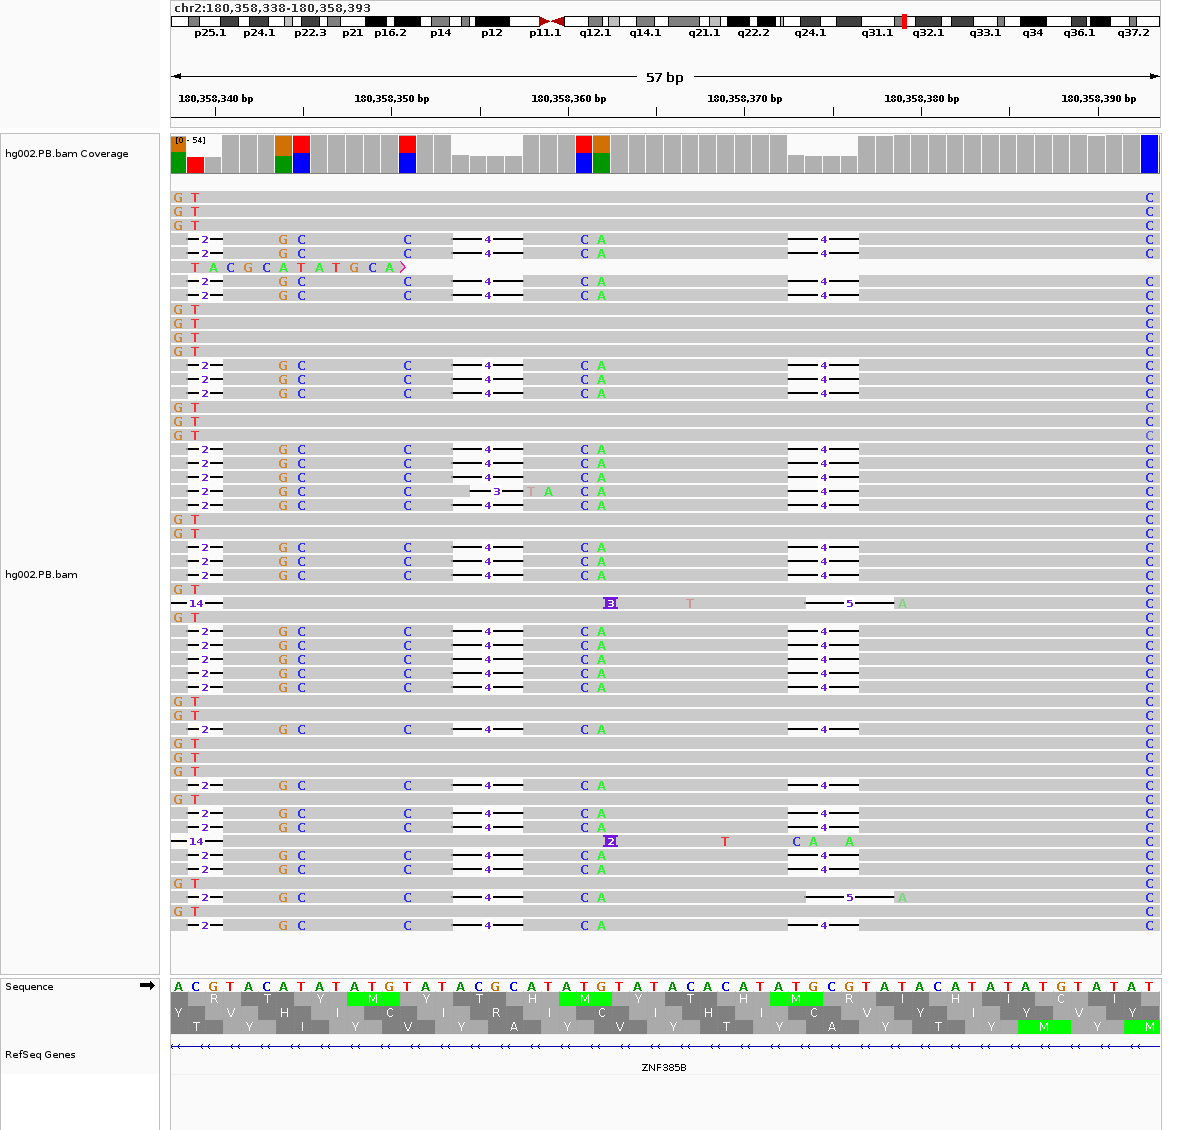 chr2:180,358,338-180,358,393
p25.1 p24.1 p22.3 p21 p16.2 p14 p12 p11.1 q12.1 q14.1 q21.1 q22.2 q24.1 q31.1 q32.1 q33.1 q34 q36.1 q37.2
57 bp
180,358,340 bp 180,358,350 bp 180,358,360 bp 180,358,370 bp 180,358,380 bp 180,358,390 bp
[0 - 54]
hg002.PB.bam Coverage
G T C
G T C
G T C
2 G C C 4 C A 4 C
2 G C C 4 C A 4 C
T A C G C A T A T G C A
2 G C C 4 C A 4 C
2 G C C 4 C A 4 C
G T C
G T C
G T C
G T C
2 G C C 4 C A 4 C
2 G C C 4 C A 4 C
2 G C C 4 C A 4 C
G T C
G T C
G T C
2 G C C 4 C A 4 C
2 G C C 4 C A 4 C
2 G C C 4 C A 4 C
2 G C C 3 T A C A 4 C
2 G C C 4 C A 4 C
G T C
G T C
2 G C C 4 C A 4 C
2 G C C 4 C A 4 C
hg002.PB.bam
2 G C C 4 C A 4 C
G T C
14 3 T 5 A C
G T C
2 G C C 4 C A 4 C
2 G C C 4 C A 4 C
2 G C C 4 C A 4 C
2 G C C 4 C A 4 C
2 G C C 4 C A 4 C
G T C
G T C
2 G C C 4 C A 4 C
G T C
G T C
G T C
2 G C C 4 C A 4 C
G T C
2 G C C 4 C A 4 C
2 G C C 4 C A 4 C
14 2 T C A A C
2 G C C 4 C A 4 C
2 G C C 4 C A 4 C
G T C
2 G C C 4 C A 5 A C
G T C
2 G C C 4 C A 4 C
Sequence
A C G T A C A T A T A T G T A T A C G C A T A T G T A T A C A C A T A T G C G T A T A C A T A T A T G T A T A T
R T Y M Y T H M Y T H M R I H I C I
Y V H I C I R I C I H I C V Y I Y V Y
T Y I Y V Y A Y V Y T Y A Y T Y M Y M
RefSeq Genes
ZNF385B